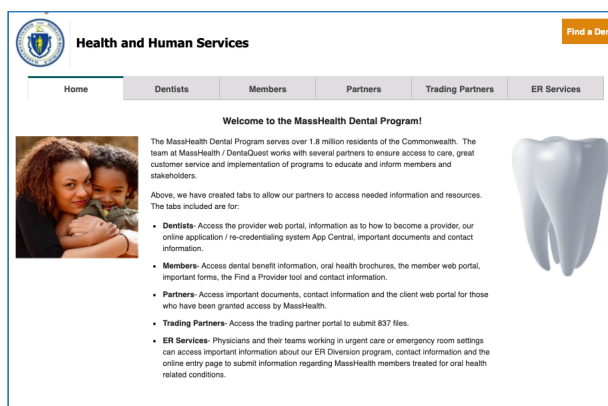 Health and Human Services
Find a Den
Home
Dentists
Members
Partners
Trading Partners
ER Services
Welcome to the MassHealth Dental Program!
The MassHealth Dental Program serves over 1.8 million residents of the Commonwealth. The
team at MassHealth / DentaQuest works with several partners to ensure access to care, great
customer service and implementation of programs to educate and inform members and
stakeholders.
Above, we have created tabs to allow our partners to access needed information and resources.
The tabs included are for:
• Dentists- Access the provider web portal, information as to how to become a provider, our
online application / re-credentialing system App Central, important documents and contact
information.
• Members- Access dental benefit information, oral health brochures, the member web portal,
important forms, the Find a Provider tool and contact information.
• Partners- Access important documents, contact information and the client web portal for those
who have been granted access by MassHealth.
• Trading Partners- Access the trading partner portal to submit 837 files.
• ER Services- Physicians and their teams working in urgent care or emergency room settings
can access important information about our ER Diversion program, contact information and the
online entry page to submit information regarding MassHealth members treated for oral health
related conditions.